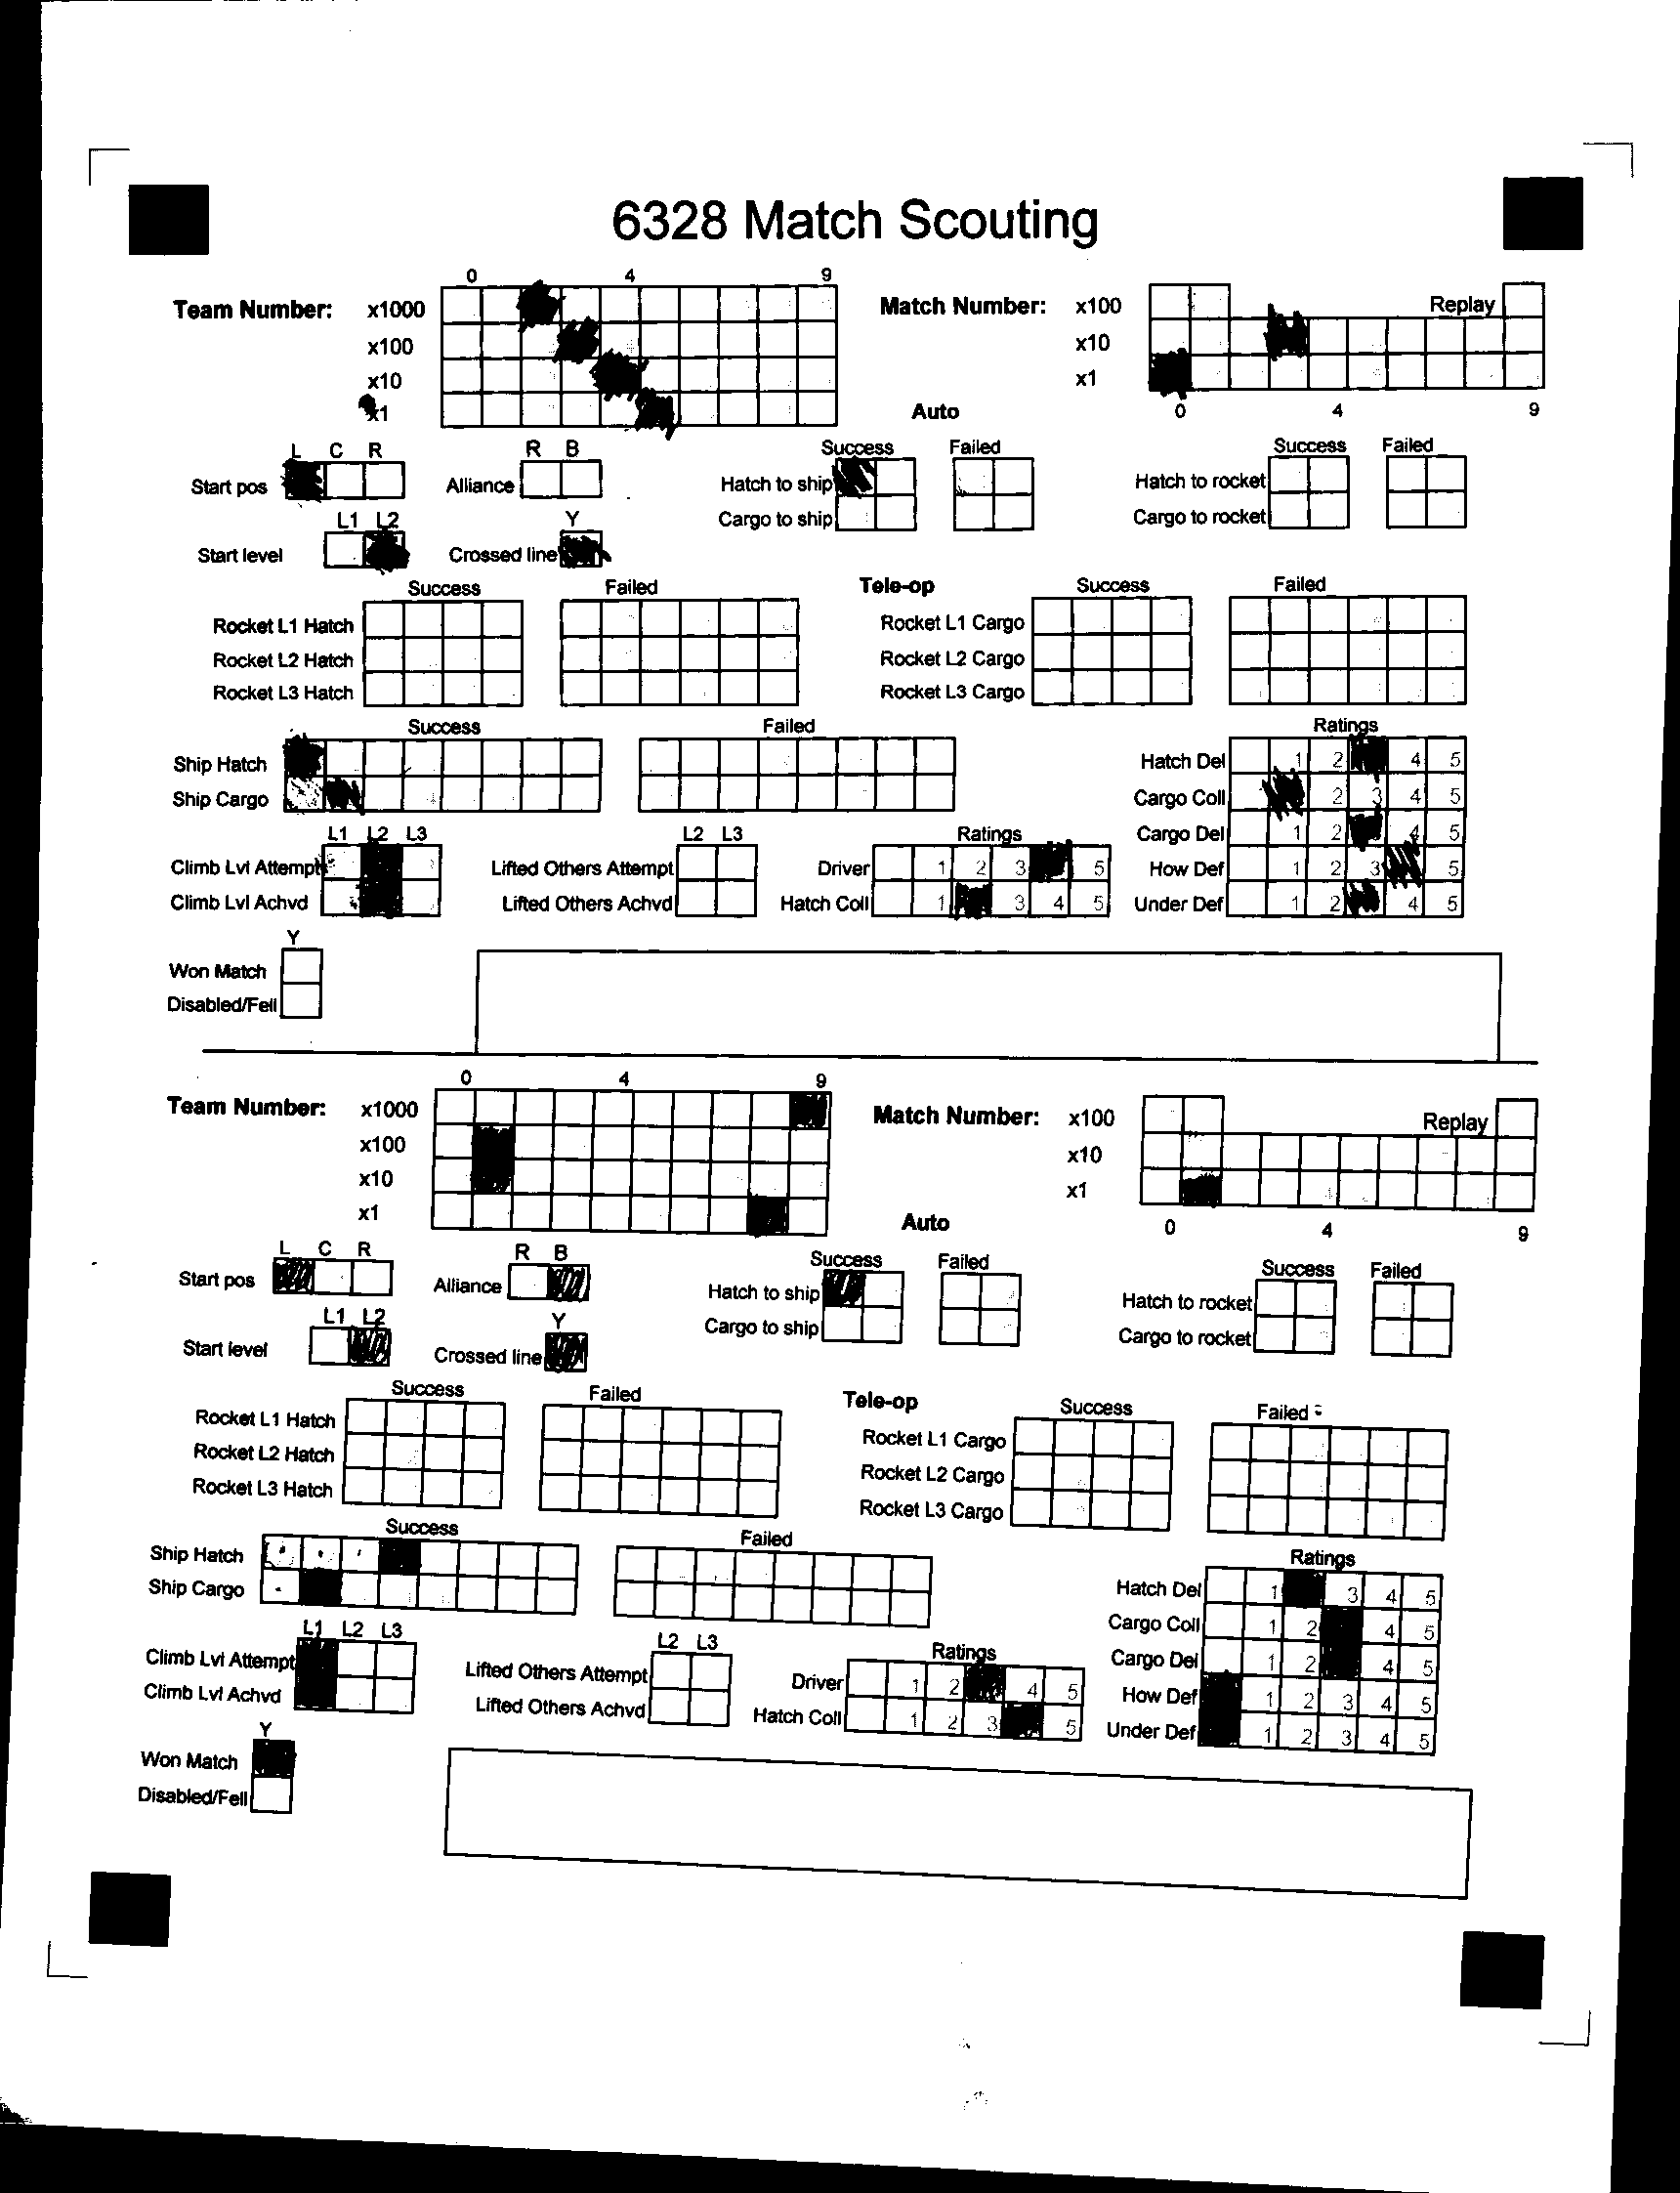 6328 Match Scouting
0 4 9
Team Number: x1000 Match Number: x100 Replay
x100 x10
x10 x1
x1 Auto 0 4 9
L C R R B Success Failed Success Failed
Start pos Alliance Hatch to ship Hatch to rocket
L1 L2 Y Cargo to ship Cargo to rocket
Start level Crossed line
Success Failed Tele-op Success Failed
Rocket L1 Hatch Rocket L1 Cargo
Rocket L2 Hatch Rocket L2 Cargo
Rocket L3 Hatch Rocket L3 Cargo
Success Failed Ratings
Ship Hatch Hatch Del 1 2 4 5
Ship Cargo Cargo Coll 2 3 4 5
L1 L2 L3 L2 L3 Ratings Cargo Del 1 2 4 5
Climb Lvl Attempt Lifted Others Attempt Driver 1 2 3 5 How Def 1 2 3 5
Climb Lvl Achvd Lifted Others Achvd Hatch Coll 1 3 4 5 Under Def 1 2 4 5
Y
Won Match
Disabled/Fell
0 4 9
Team Number: x1000 Match Number: x100 Replay
x100 x10
x10 x1
x1 Auto 0 4 9
L C R R B Success Failed Success Failed
Start pos Alliance Hatch to ship Hatch to rocket
L1 L2 Y Cargo to ship Cargo to rocket
Start level Crossed line
Success Failed Tele-op Success Failed
Rocket L1 Hatch Rocket L1 Cargo
Rocket L2 Hatch Rocket L2 Cargo
Rocket L3 Hatch Rocket L3 Cargo
Success Failed Ratings
Ship Hatch Hatch Del 1 3 4 5
Ship Cargo Cargo Coll 1 2 4 5
L1 L2 L3 L2 L3 Ratings Cargo Del 1 2 4 5
Climb Lvl Attempt Lifted Others Attempt Driver 1 2 4 5 How Def 1 2 3 4 5
Climb Lvl Achvd Lifted Others Achvd Hatch Coll 1 2 3 5 Under Def 1 2 3 4 5
Y
Won Match
Disabled/Fell